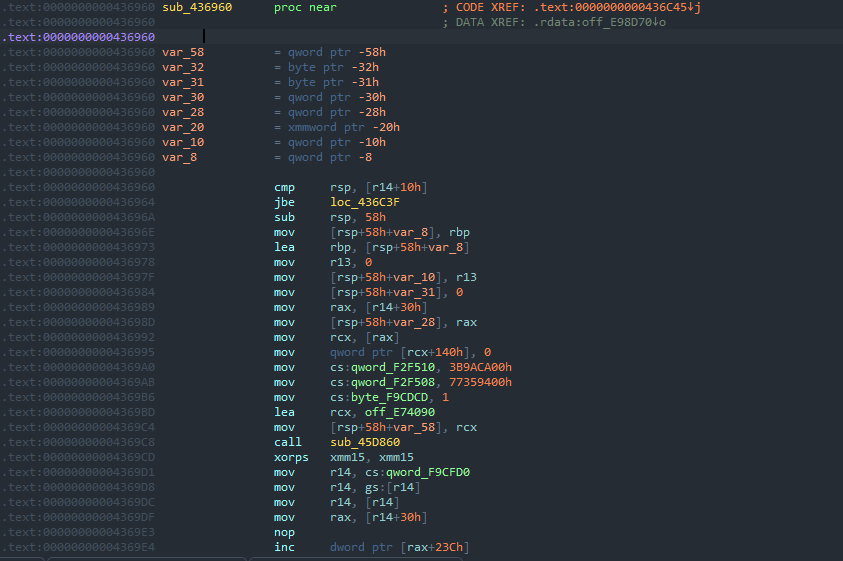 .text:0000000000436960 sub_436960 proc near ; CODE XREF: .text:0000000000436C45↓j
.text:0000000000436960 ; DATA XREF: .rdata:off_E98D70↓o
.text:0000000000436960
.text:0000000000436960 var_58 = qword ptr -58h
.text:0000000000436960 var_32 = byte ptr -32h
.text:0000000000436960 var_31 = byte ptr -31h
.text:0000000000436960 var_30 = qword ptr -30h
.text:0000000000436960 var_28 = qword ptr -28h
.text:0000000000436960 var_20 = xmmword ptr -20h
.text:0000000000436960 var_10 = qword ptr -10h
.text:0000000000436960 var_8 = qword ptr -8
.text:0000000000436960
.text:0000000000436960 cmp rsp, [r14+10h]
.text:0000000000436964 jbe loc_436C3F
.text:000000000043696A sub rsp, 58h
.text:000000000043696E mov [rsp+58h+var_8], rbp
.text:0000000000436973 lea rbp, [rsp+58h+var_8]
.text:0000000000436978 mov r13, 0
.text:000000000043697F mov [rsp+58h+var_10], r13
.text:0000000000436984 mov [rsp+58h+var_31], 0
.text:0000000000436989 mov rax, [r14+30h]
.text:000000000043698D mov [rsp+58h+var_28], rax
.text:0000000000436992 mov rcx, [rax]
.text:0000000000436995 mov qword ptr [rcx+140h], 0
.text:00000000004369A0 mov cs:qword_F2F510, 3B9ACA00h
.text:00000000004369AB mov cs:qword_F2F508, 77359400h
.text:00000000004369B6 mov cs:byte_F9CDCD, 1
.text:00000000004369BD lea rcx, off_E74090
.text:00000000004369C4 mov [rsp+58h+var_58], rcx
.text:00000000004369C8 call sub_45D860
.text:00000000004369CD xorps xmm15, xmm15
.text:00000000004369D1 mov r14, cs:qword_F9CFD0
.text:00000000004369D8 mov r14, gs:[r14]
.text:00000000004369DC mov r14, [r14]
.text:00000000004369DF mov rax, [r14+30h]
.text:00000000004369E3 nop
.text:00000000004369E4 inc dword ptr [rax+23Ch]